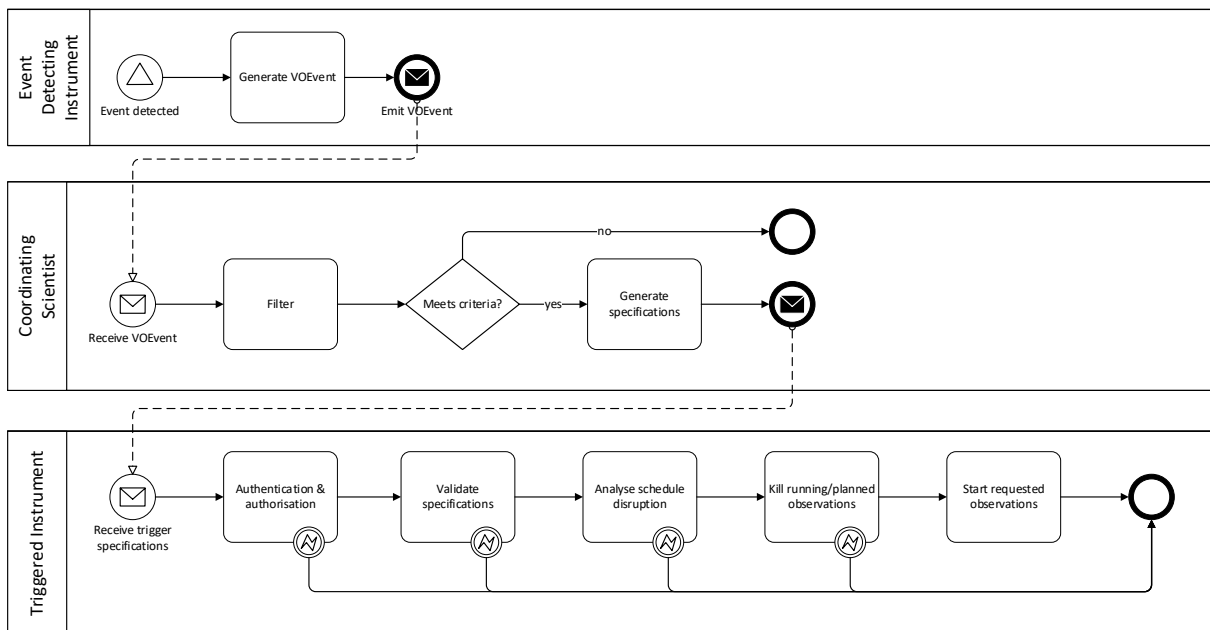 Event
Detecting
Instrument
Event detected
Generate VOEvent
Emit VOEvent
Coordinating
Scientist
Receive VOEvent
Filter
Meets criteria?
no
yes
Generate
specifications
Triggered Instrument
Receive trigger
specifications
Authentication &
authorisation
Validate
specifications
Analyse schedule
disruption
Kill running/planned
observations
Start requested
observations